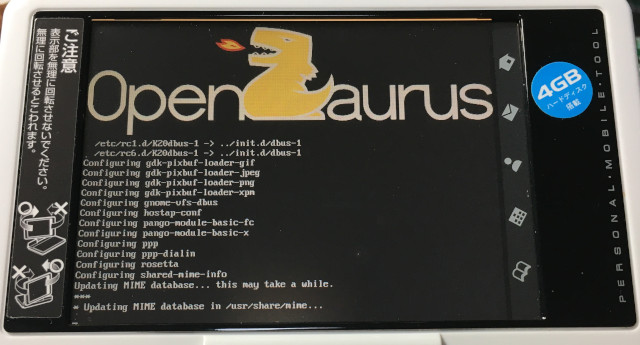 ご注意
表示部を無理に回転させないでください。
無理に回転させるとこわれます。
OpenZaurus
/etc/rc1.d/K20dbus-1 -> ../init.d/dbus-1
/etc/rc6.d/K20dbus-1 -> ../init.d/dbus-1
Configuring gdk-pixbuf-loader-gif
Configuring gdk-pixbuf-loader-jpeg
Configuring gdk-pixbuf-loader-png
Configuring gdk-pixbuf-loader-xpm
Configuring gnome-vfs-dbus
Configuring hostap-conf
Configuring pango-module-basic-fc
Configuring pango-module-basic-x
Configuring ppp
Configuring ppp-dialin
Configuring rosetta
Configuring shared-mime-info
Updating MIME database... this may take a while.
***
* Updating MIME database in /usr/share/mime...
4GB
ハードディスク
搭載
PERSONAL·MOBILE·TOOL